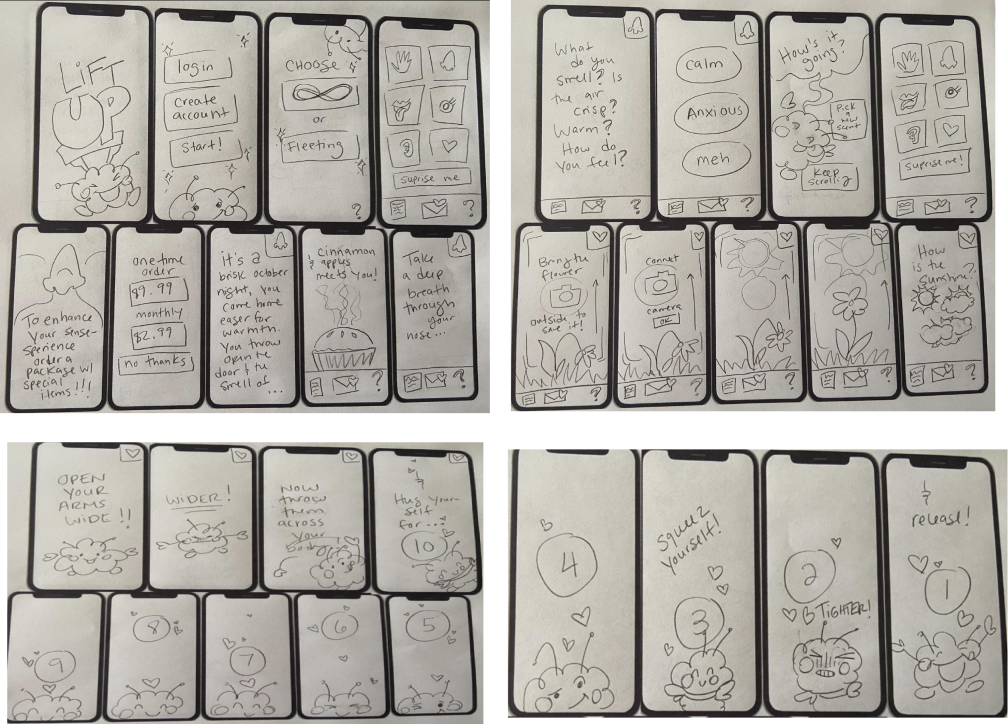 LiFT
UP
login
Create
account
Start!
CHOOSE
or
Fleeting
?
suprise me
To enhance
your sense-
sperience
order a
package w/
special
items!!!
one time
order
$9.99
monthly
$2.99
no thanks
it's a
brisk october
night, you
come home
easer for
warmth.
You throw
open the
door & the
smell of
...
Cinnamon
& apples
meets you!
?
Take
a deep
breath
through
your
nose...
?
What
do you
smell? Is
the air
crisp?
Warm?
How do
you feel?
?
calm
Anxious
meh
?
How's it
going?
Pick
a
new
scent
Keep
scrolling
suprise me!
?
Bring the
flower
outside to
save it!
?
connet
camera
OK
?
?
?
How
is the
sunshine?
?
OPEN
YOUR
ARMS
WIDE!!
WIDER!
NOW
throw
them
across
your
body!
&
Hug your-
self
for...
10
9
8
7
6
5
4
squeez
yourself!
3
2
TIGHTER!
&
release!
1